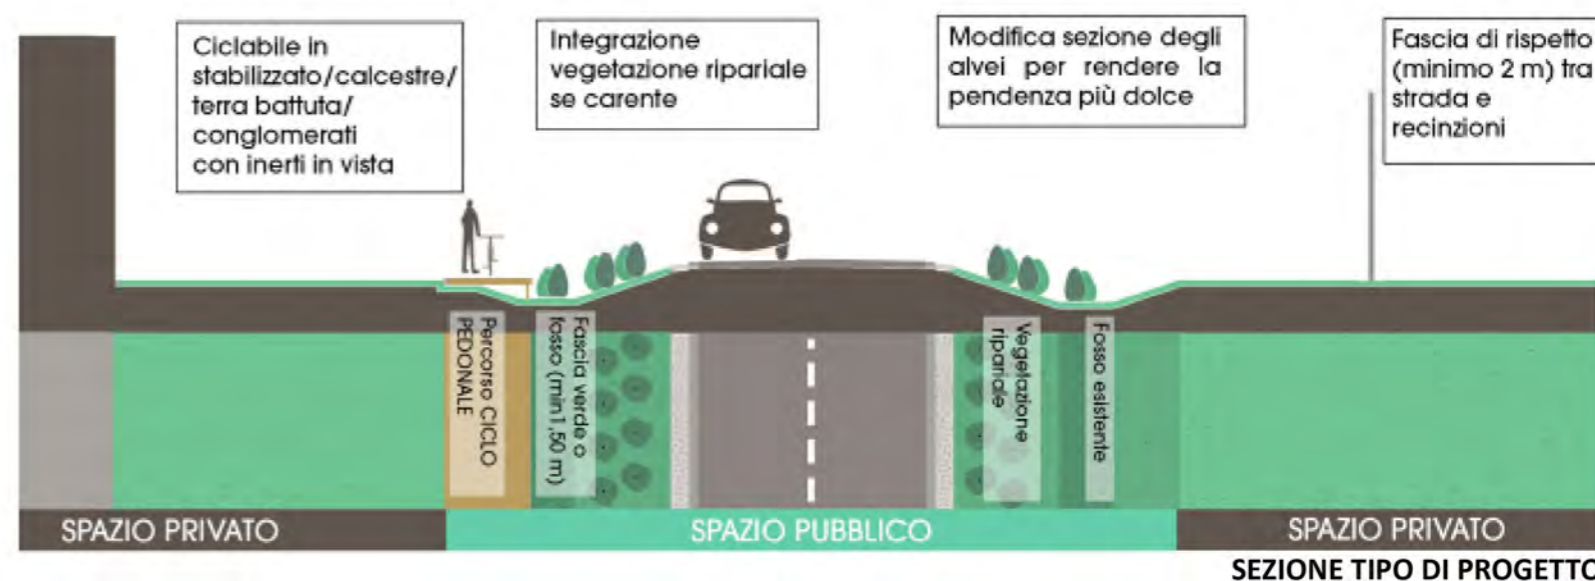 Ciclabile in
stabilizzato/calcestre/
terra battuta/
conglomerati
con inerti in vista
Integrazione
vegetazione ripariale
se carente
Modifica sezione degli
alvei per rendere la
pendenza più dolce
Fascia di rispetto
(minimo 2 m) tra
strada e
recinzioni
Percorso CICLO
PEDONALE
Fascia verde o
fosso (min1,50 m)
Vegetazione
ripariale
Fosso esistente
SPAZIO PRIVATO
SPAZIO PUBBLICO
SPAZIO PRIVATO
SEZIONE TIPO DI PROGETTO